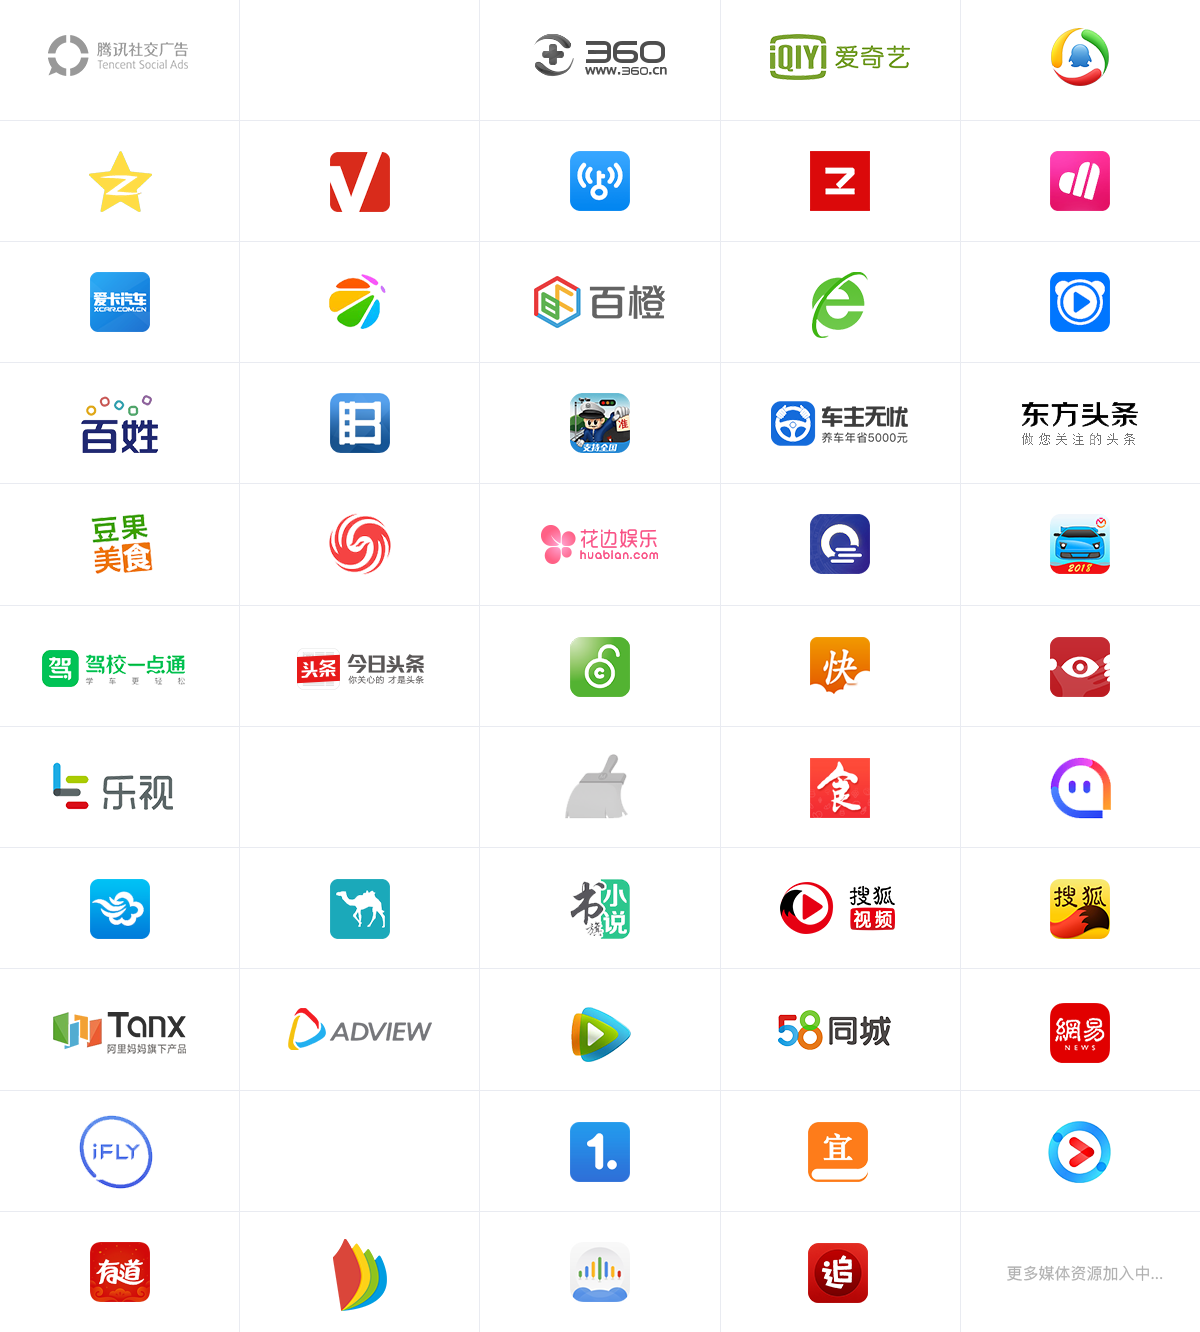 腾讯社交广告
Tencent Social Ads
360
www.360.cn
iQIYI 爱奇艺
爱卡汽车
XCAR.COM.CN
百橙
百姓
准
支持全国
车主无忧
养车年省5000元
东方头条
做您关注的头条
豆果
美食
花边娱乐
huabian.com
2018
驾 驾校一点通
学车更轻松
头条 今日头条
你关心的 才是头条
快
乐视
食
书旗小说
搜狐
视频
搜狐
Tanx
阿里妈妈旗下产品
ADVIEW
58同城
網易
NEWS
iFLY
1.
宜
有道
追
更多媒体资源加入中...